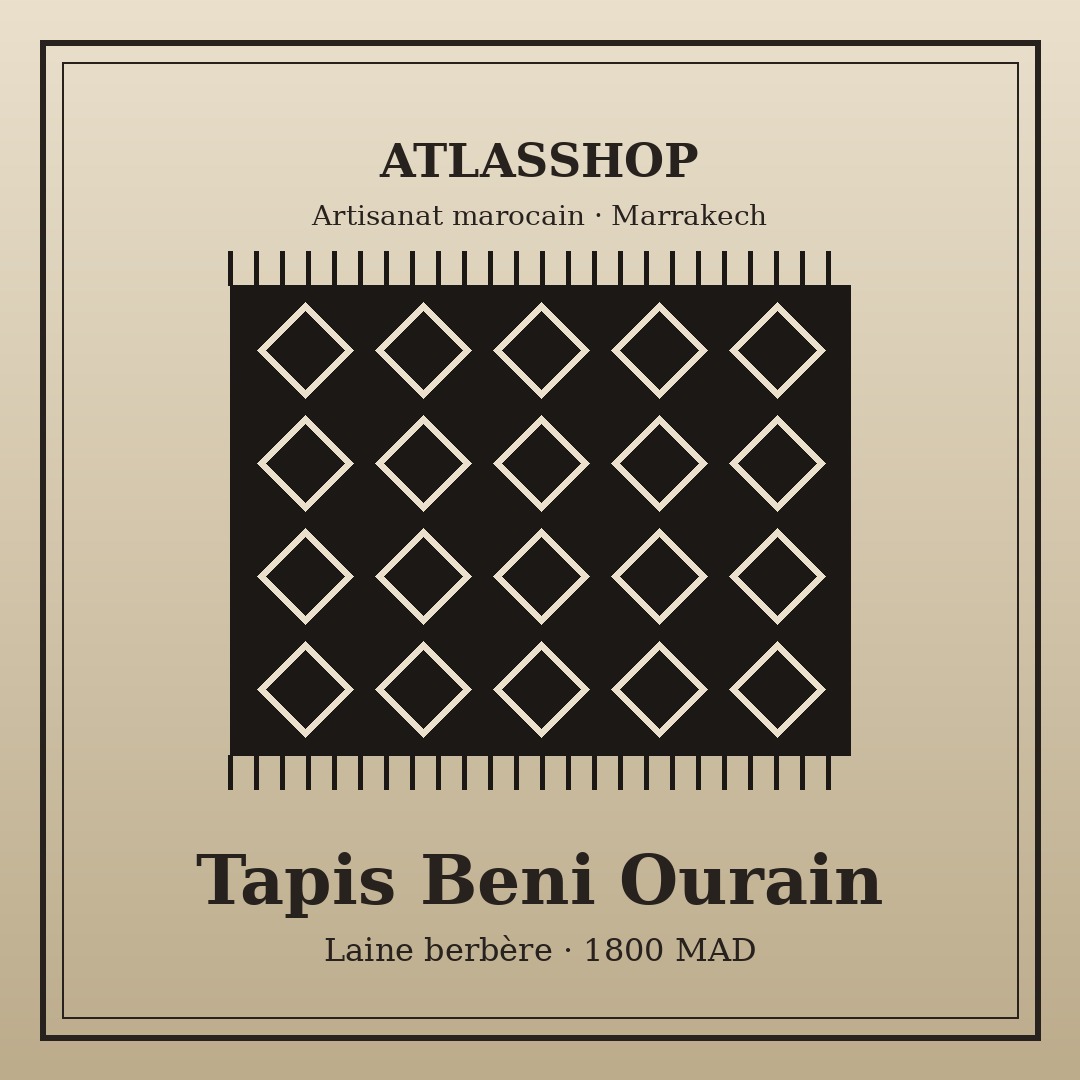 ATLASSHOP
Artisanat marocain · Marrakech
Tapis Beni Ourain
Laine berbère · 1800 MAD